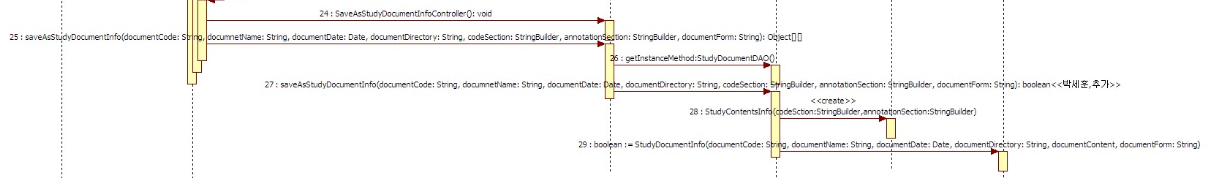 24 : SaveAsStudyDocumentInfoController(): void
25 : saveAsStudyDocumentInfo(documentCode: String, documnetName: String, documentDate: Date, documentDirectory: String, codeSection: StringBuilder, annotationSection: StringBuilder, documentForm: String): Object[][]
26 : getInstanceMethod:StudyDocumentDAO()
27 : saveAsStudyDocumentInfo(documentCode: String, documnetName: String, documentDate: Date, documentDirectory: String, codeSection: StringBuilder, annotationSection: StringBuilder, documentForm: String): boolean<<박세훈,추가>>
<<create>>
28 : StudyContentsInfo(codeSction:StringBuilder,annotationSection:StringBuilder)
29 : boolean := StudyDocumentInfo(documentCode: String, documentName: String, documentDate: Date, documentDirectory: String, documentContent, documentForm: String)